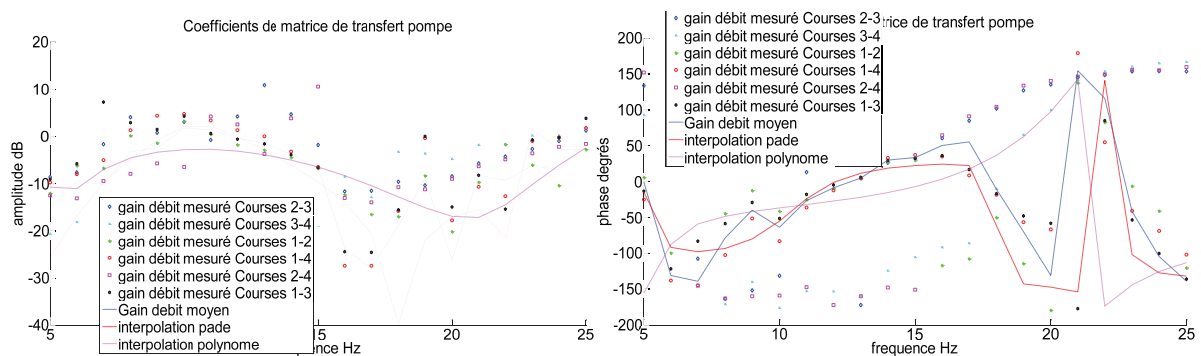 Coefficients de matrice de transfert pompe
20
10
0
-10
-20
-30
-40
amplitude dB
gain débit mesuré Courses 2-3
gain débit mesuré Courses 3-4
gain débit mesuré Courses 1-2
gain débit mesuré Courses 1-4
gain débit mesuré Courses 2-4
gain débit mesuré Courses 1-3
Gain debit moyen
interpolation pade
interpolation polynome
5
15
20
25
quence Hz
trice de transfert pompe
gain débit mesuré Courses 2-3
gain débit mesuré Courses 3-4
gain débit mesuré Courses 1-2
gain débit mesuré Courses 1-4
gain débit mesuré Courses 2-4
gain débit mesuré Courses 1-3
Gain debit moyen
interpolation pade
interpolation polynome
200
150
100
50
0
-50
-100
-150
-200
phase degrés
5
10
15
20
25
frequence Hz